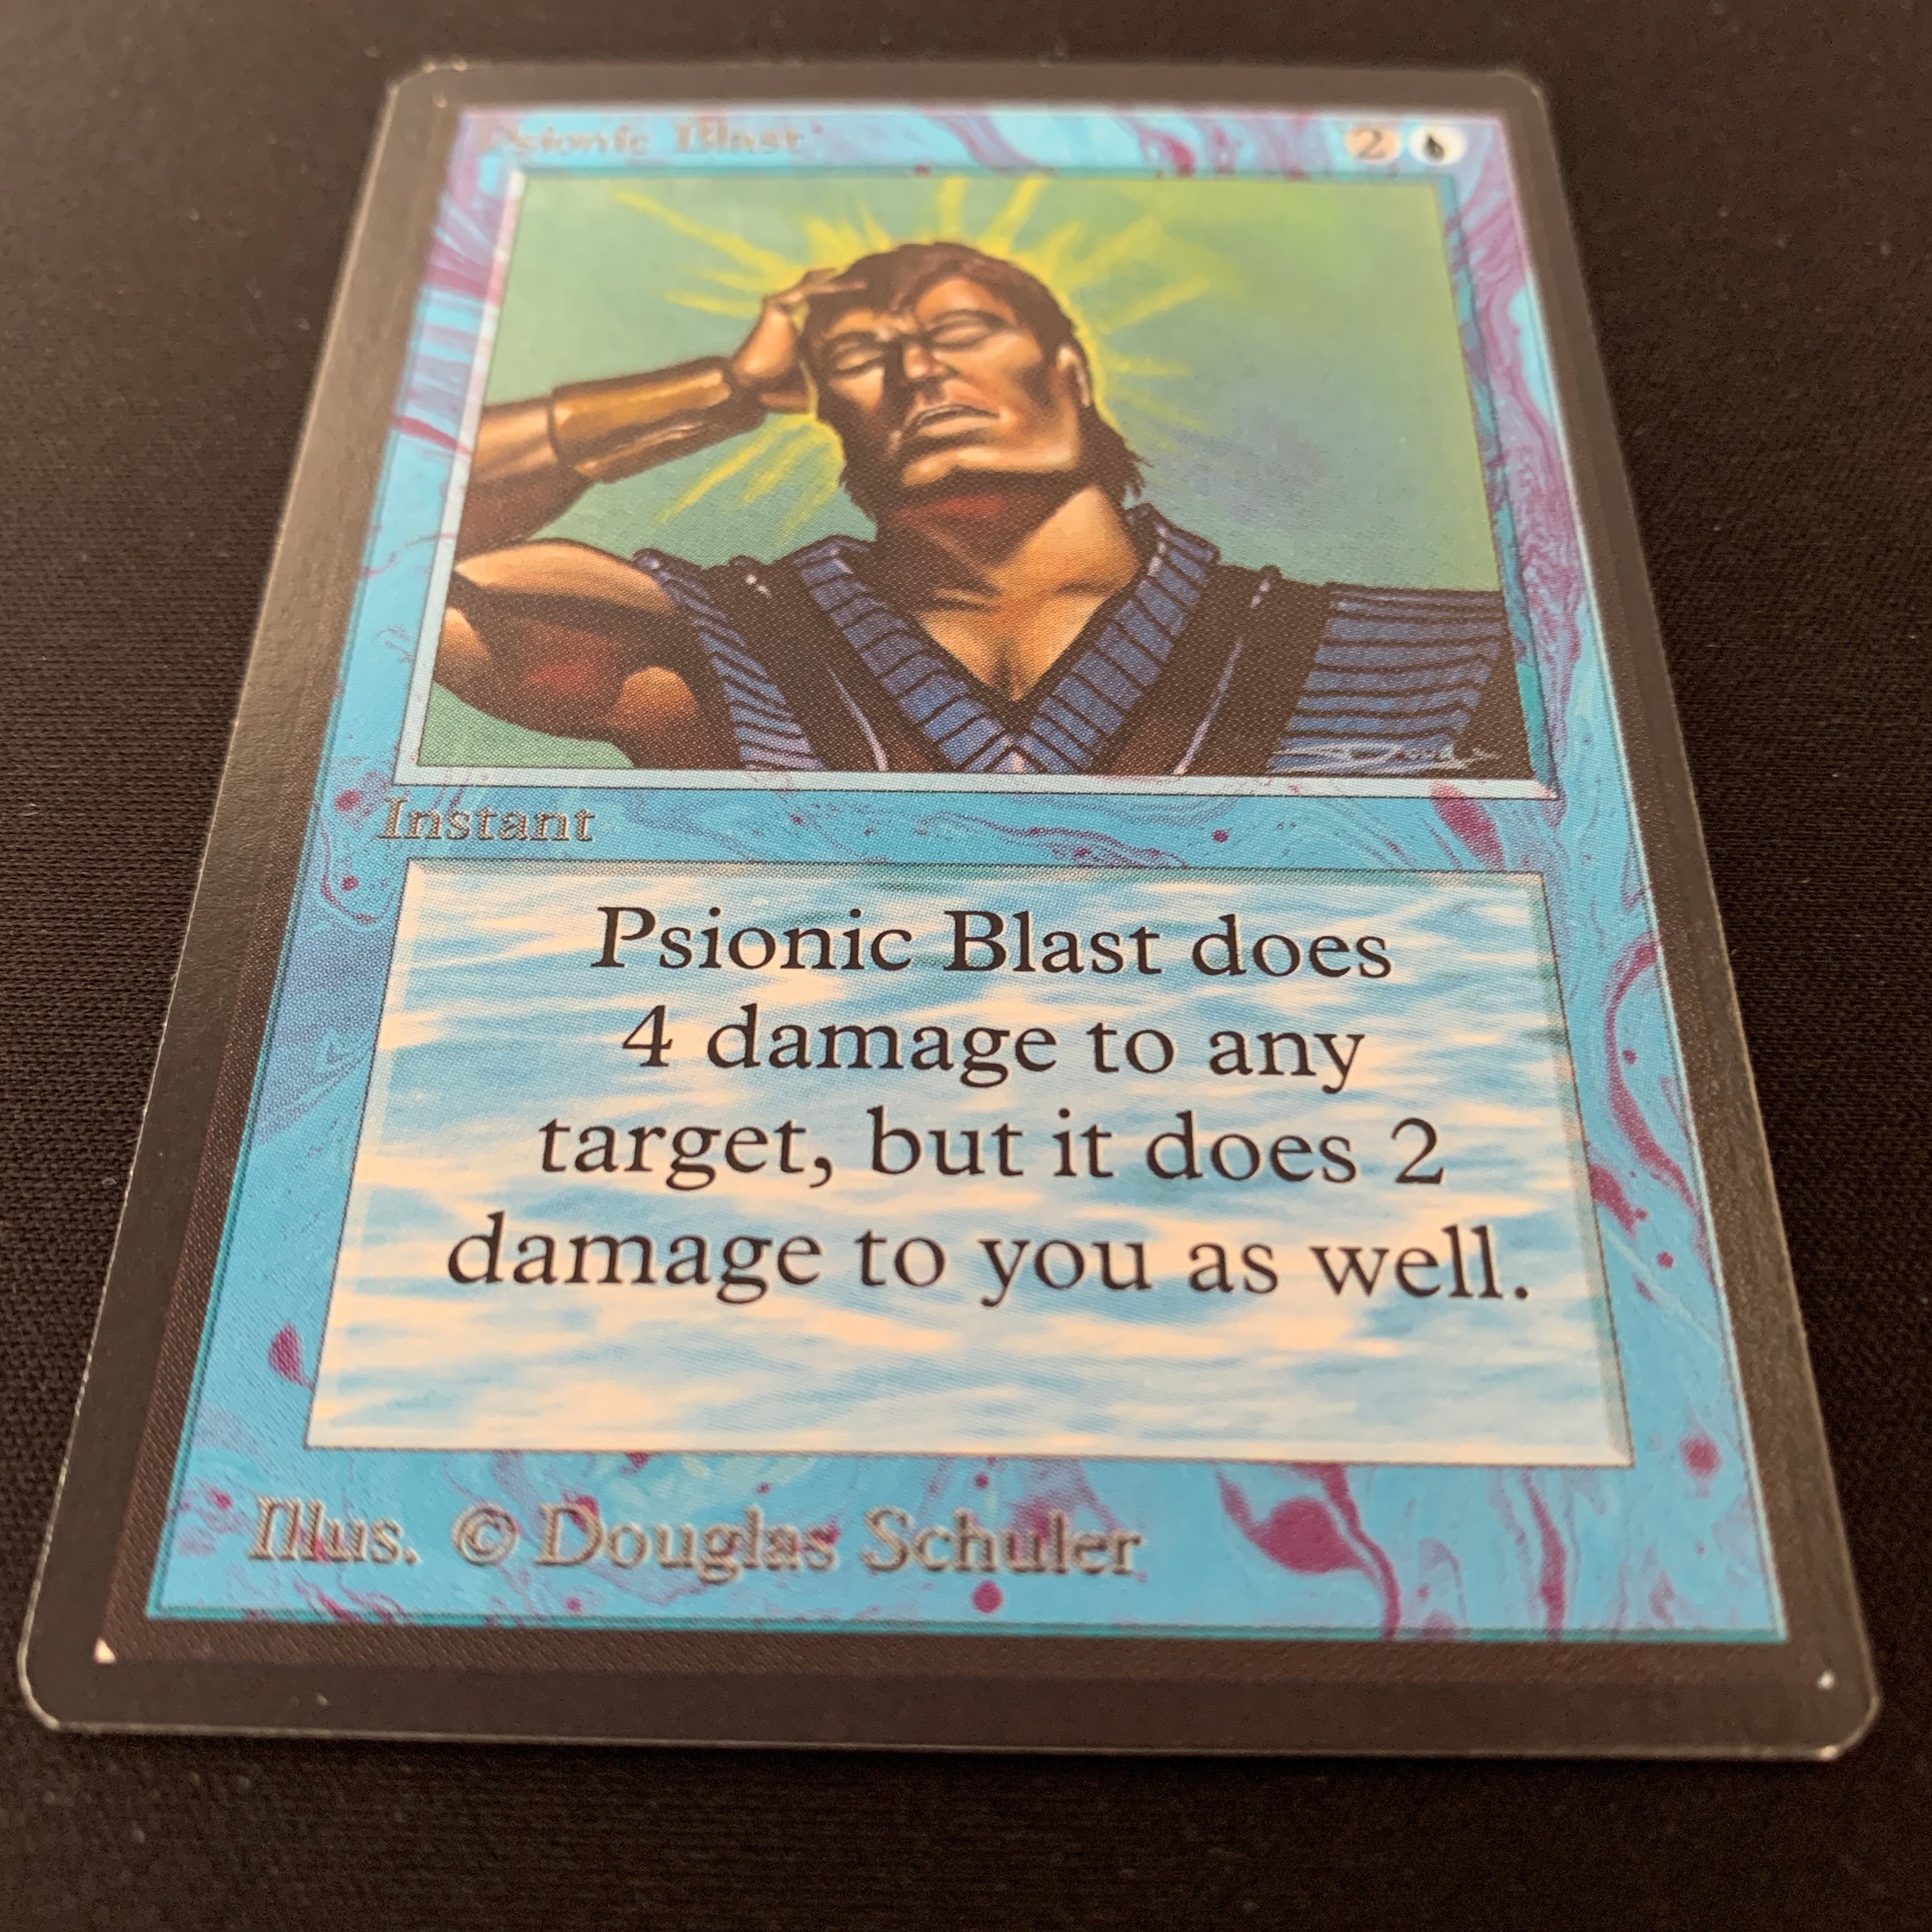 Psionic Blast 2
Instant
Psionic Blast does
4 damage to any
target, but it does 2
damage to you as well.
Illus. © Douglas Schuler